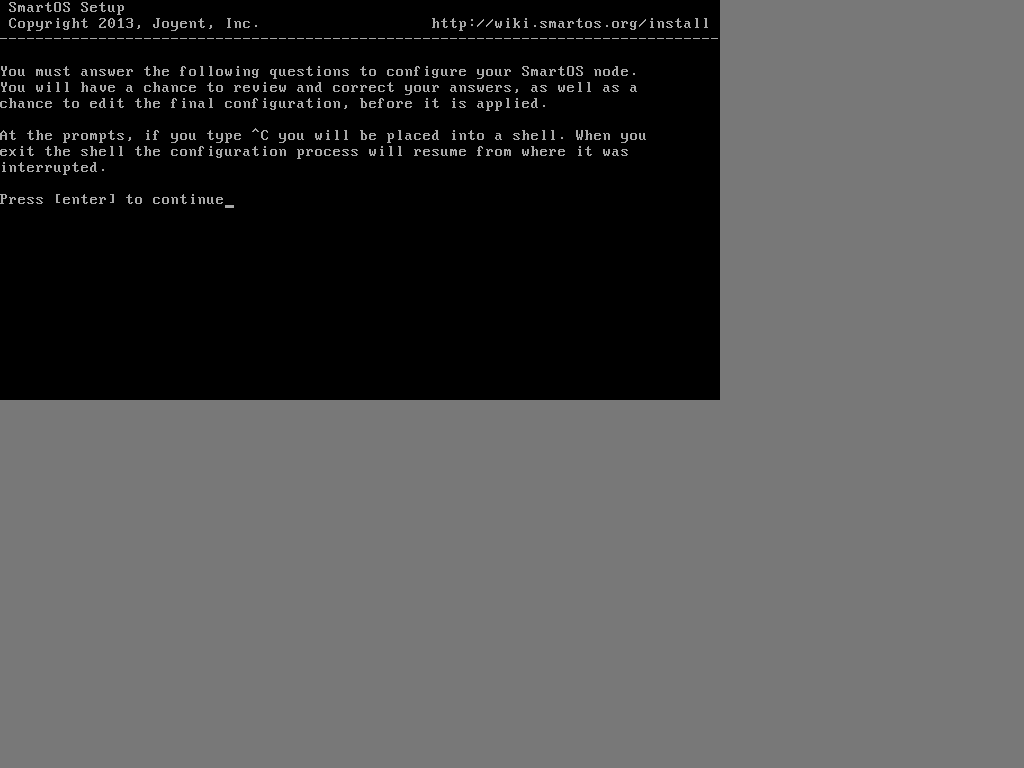 SmartOS Setup
Copyright 2013, Joyent, Inc. http://wiki.smartos.org/install
--------------------------------------------------------------------------------
You must answer the following questions to configure your SmartOS node.
You will have a chance to review and correct your answers, as well as a
chance to edit the final configuration, before it is applied.
At the prompts, if you type ^C you will be placed into a shell. When you
exit the shell the configuration process will resume from where it was
interrupted.
Press [enter] to continue_